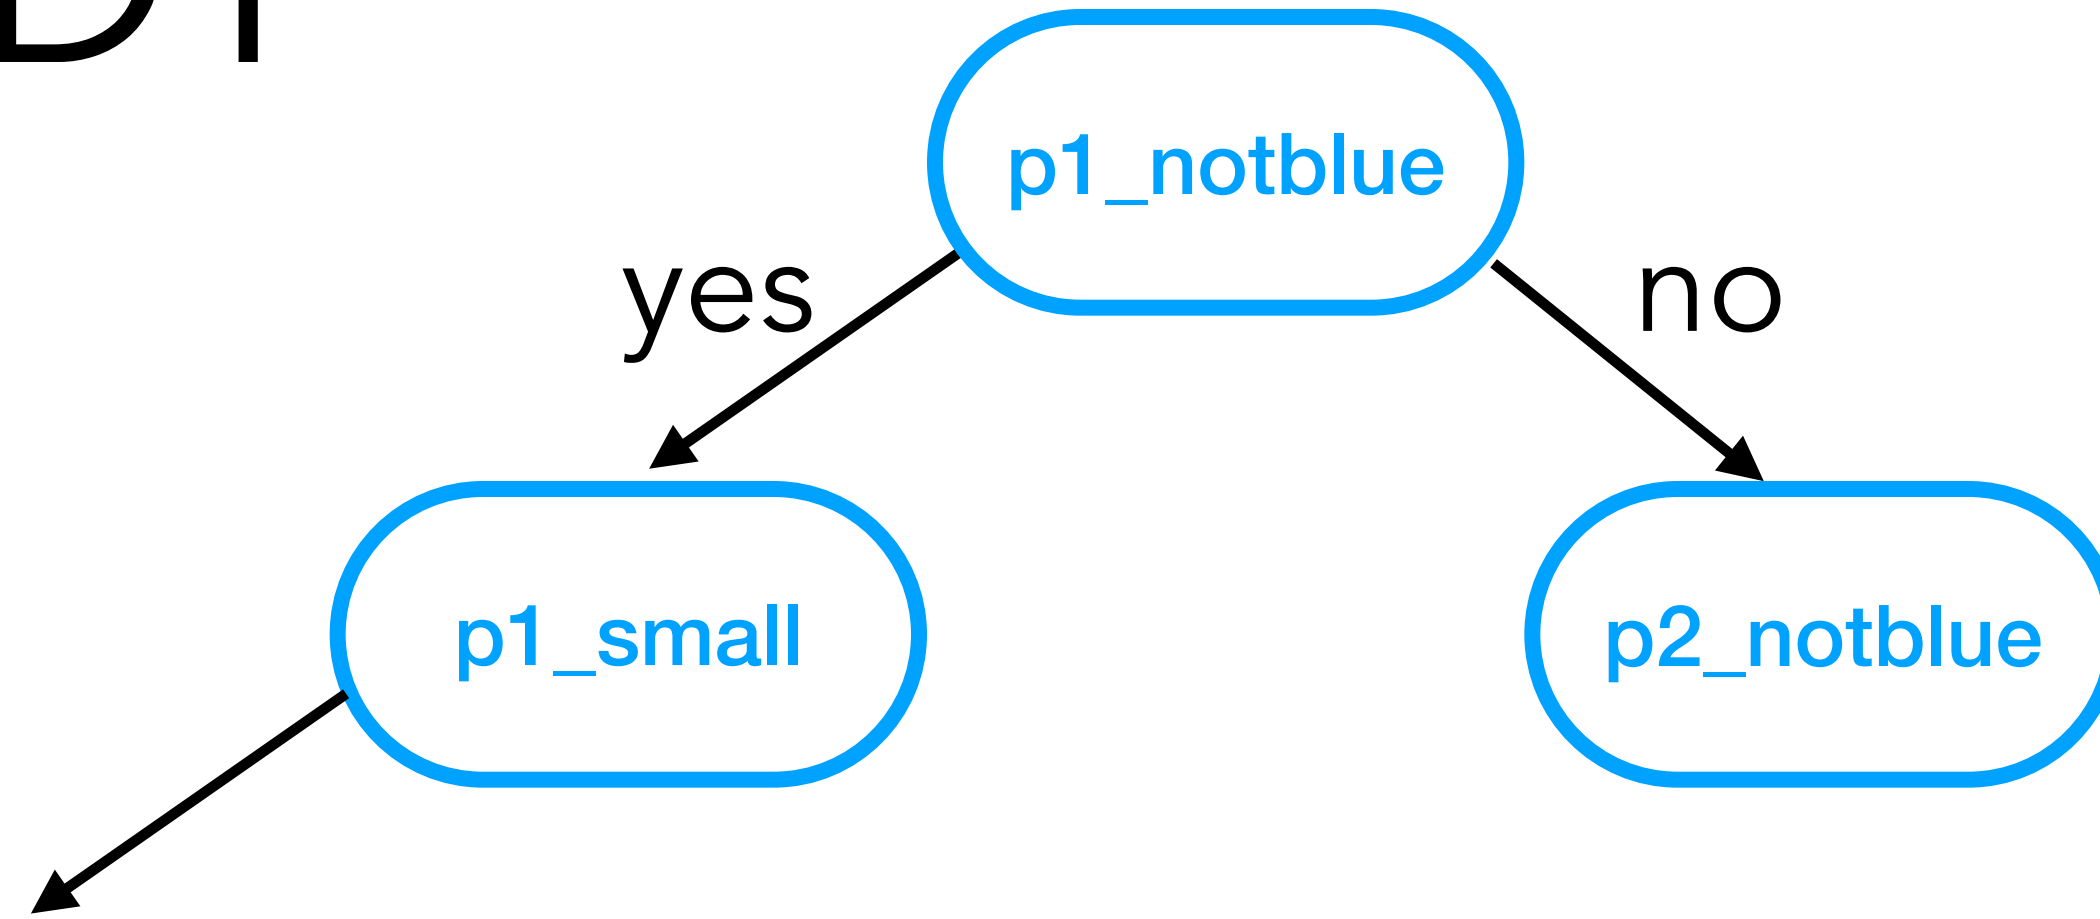 p1_notblue
yes
no
p1_small
p2_notblue